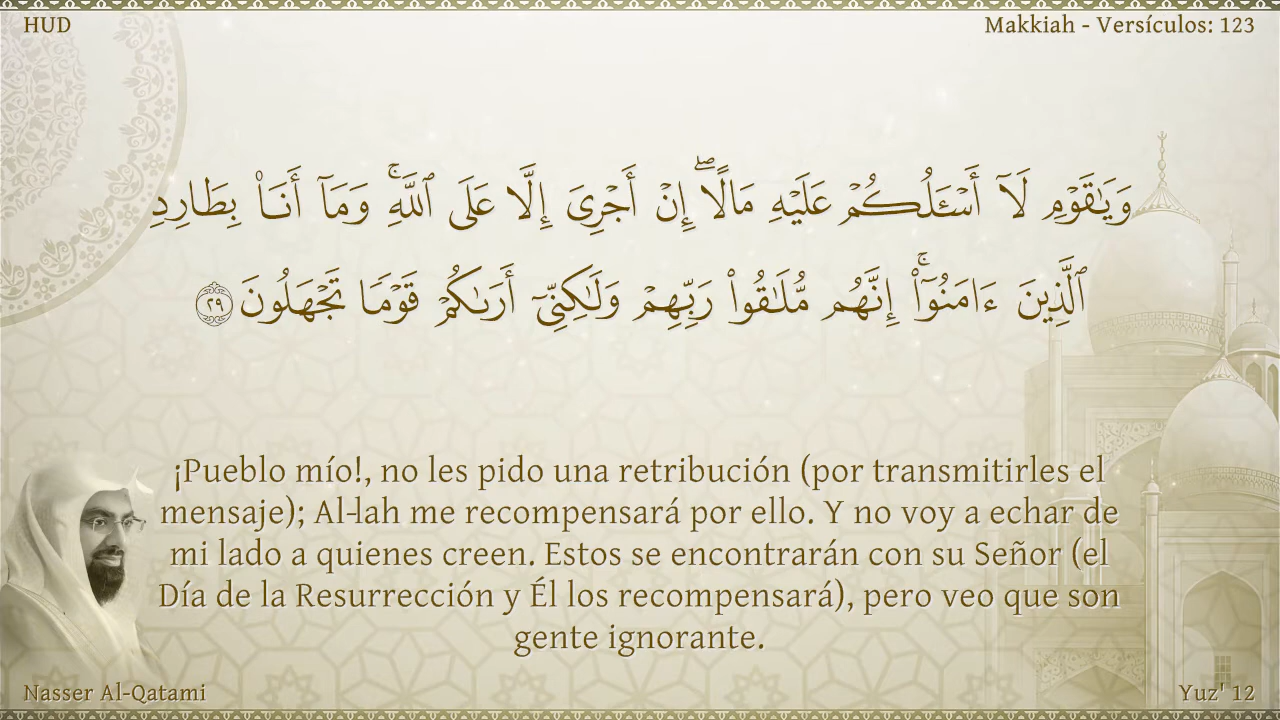 HUD
Makkiah - Versículos: 123
وَيَـٰقَوْمِ لَآ أَسْـَٔلُكُمْ عَلَيْهِ مَالًا ۖ إِنْ أَجْرِىَ إِلَّا عَلَى ٱللَّهِ ۚ وَمَآ أَنَا۠ بِطَارِدِ
ٱلَّذِينَ ءَامَنُوٓا۟ ۚ إِنَّهُم مُّلَـٰقُوا۟ رَبِّهِمْ وَلَـٰكِنِّىٓ أَرَىٰكُمْ قَوْمًا تَجْهَلُونَ ٢٩
¡Pueblo mío!, no les pido una retribución (por transmitirles el
mensaje); Al-lah me recompensará por ello. Y no voy a echar de
mi lado a quienes creen. Estos se encontrarán con su Señor (el
Día de la Resurrección y Él los recompensará), pero veo que son
gente ignorante.
Nasser Al-Qatami
Yuz' 12